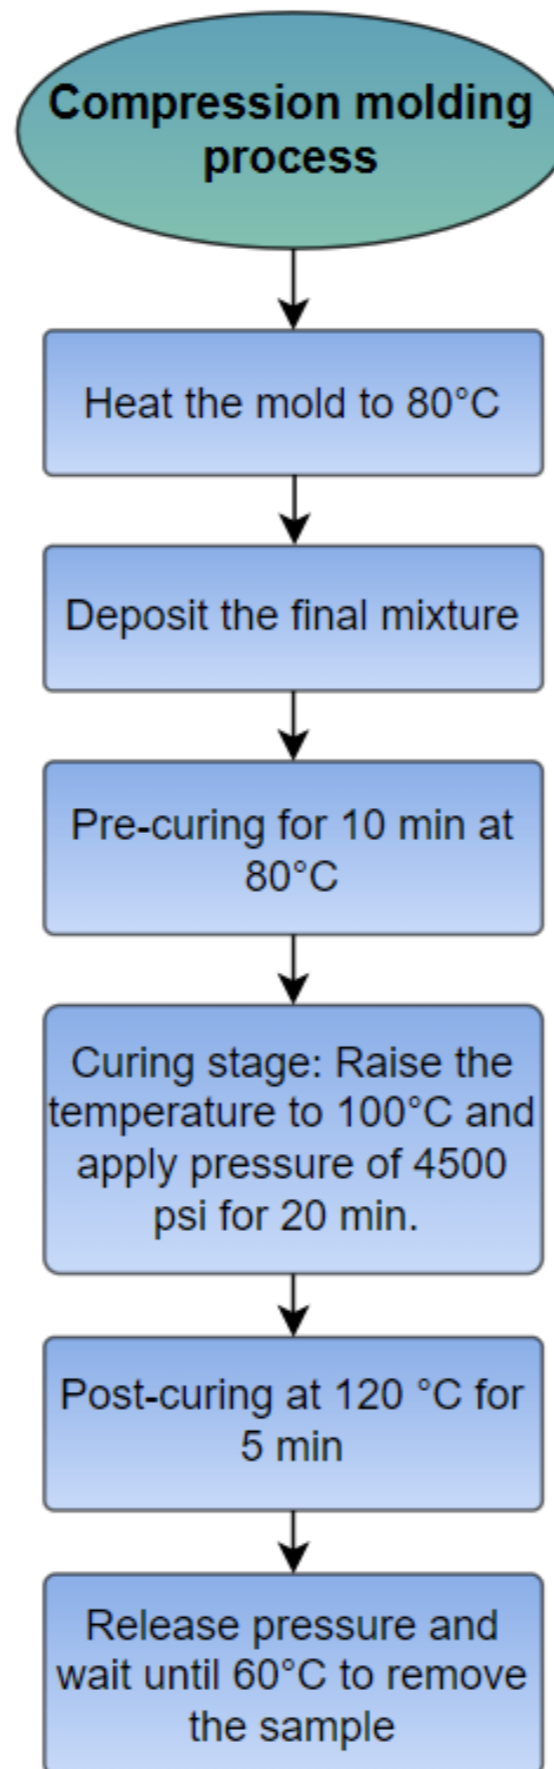 Compression molding
process
Heat the mold to 80°C
Deposit the final mixture
Pre-curing for 10 min at
80°C
Curing stage: Raise the
temperature to 100°C and
apply pressure of 4500
psi for 20 min.
Post-curing at 120 °C for
5 min
Release pressure and
wait until 60°C to remove
the sample